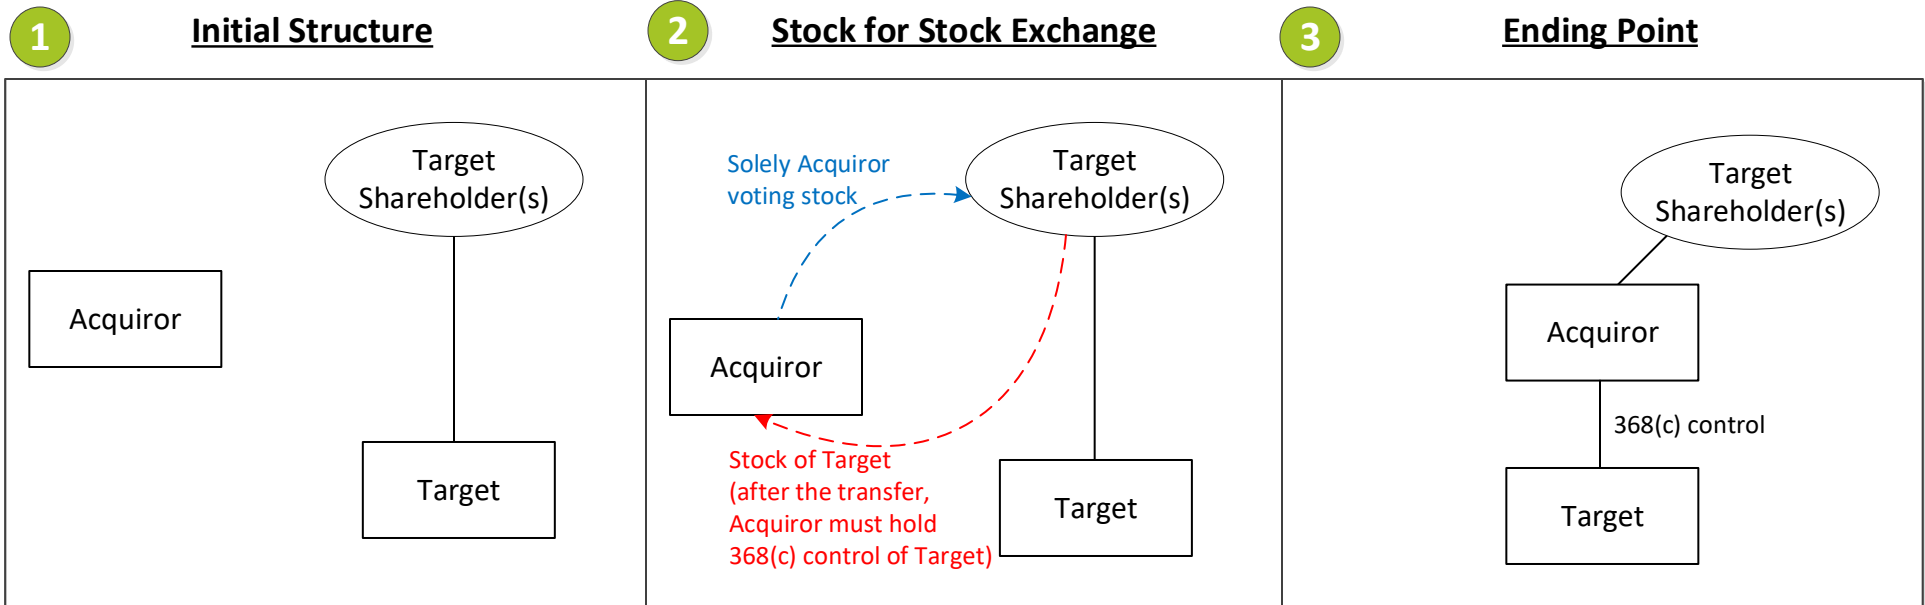 1
Initial Structure
2
Stock for Stock Exchange
3
Ending Point
Target
Shareholder(s)
Acquiror
Target
Solely Acquiror
voting stock
Target
Shareholder(s)
Acquiror
Stock of Target
(after the transfer,
Acquiror must hold
368(c) control of Target)
Target
Target
Shareholder(s)
Acquiror
368(c) control
Target